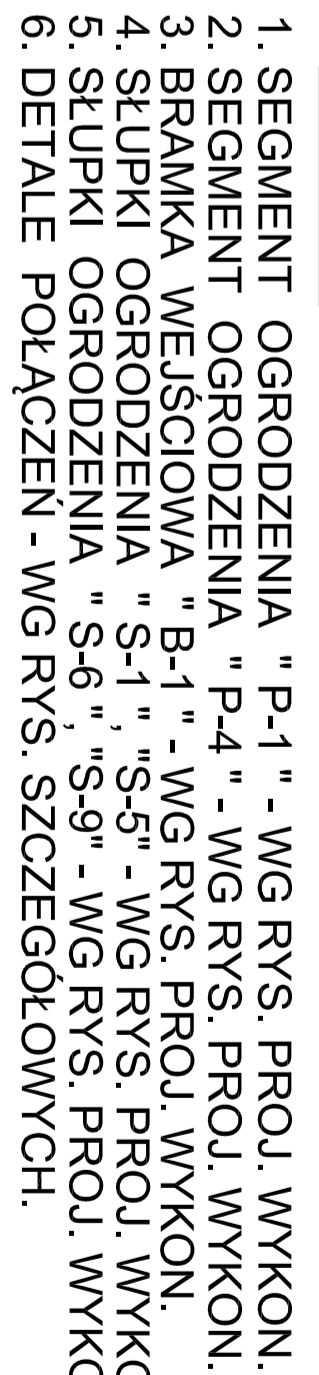 1. SEGMENT OGRODZENIA " P-1 " - WG RYS. PROJ. WYKON.
2. SEGMENT OGRODZENIA " P-4 " - WG RYS. PROJ. WYKON.
3. BRAMKA WEJŚCIOWA " B-1 " - WG RYS. PROJ. WYKON.
4. SŁUPKI OGRODZENIA " S-1 ", "S-5" - WG RYS. PROJ.
5. SŁUPKI OGRODZENIA " S-6 ", "S-9" - WG RYS. PROJ.
6. DETALE POŁĄCZEŃ - WG RYS. SZCZEGÓŁOWYCH.